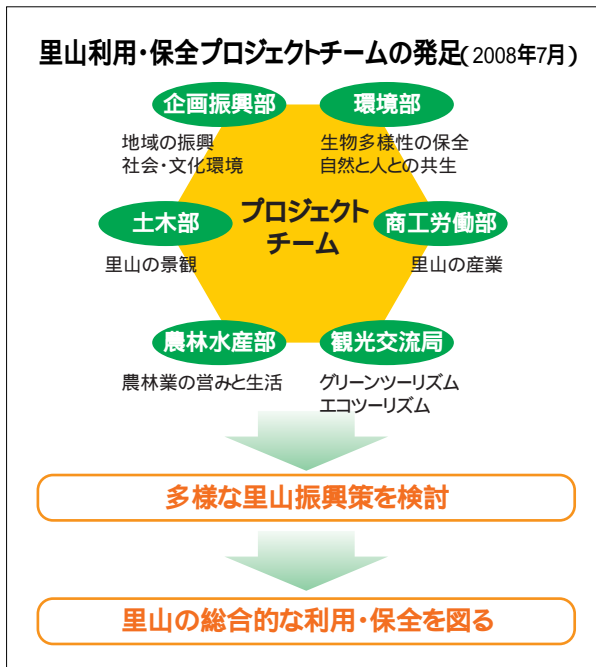 里山利用・保全プロジェクトチームの発足(2008年7月)
企画振興部
地域の振興
社会・文化環境
環境部
生物多様性の保全
自然と人との共生
土木部
里山の景観
プロジェクト
チーム
商工労働部
里山の産業
農林水産部
農林業の営みと生活
観光交流局
グリーンツーリズム
エコツーリズム
多様な里山振興策を検討
里山の総合的な利用・保全を図る